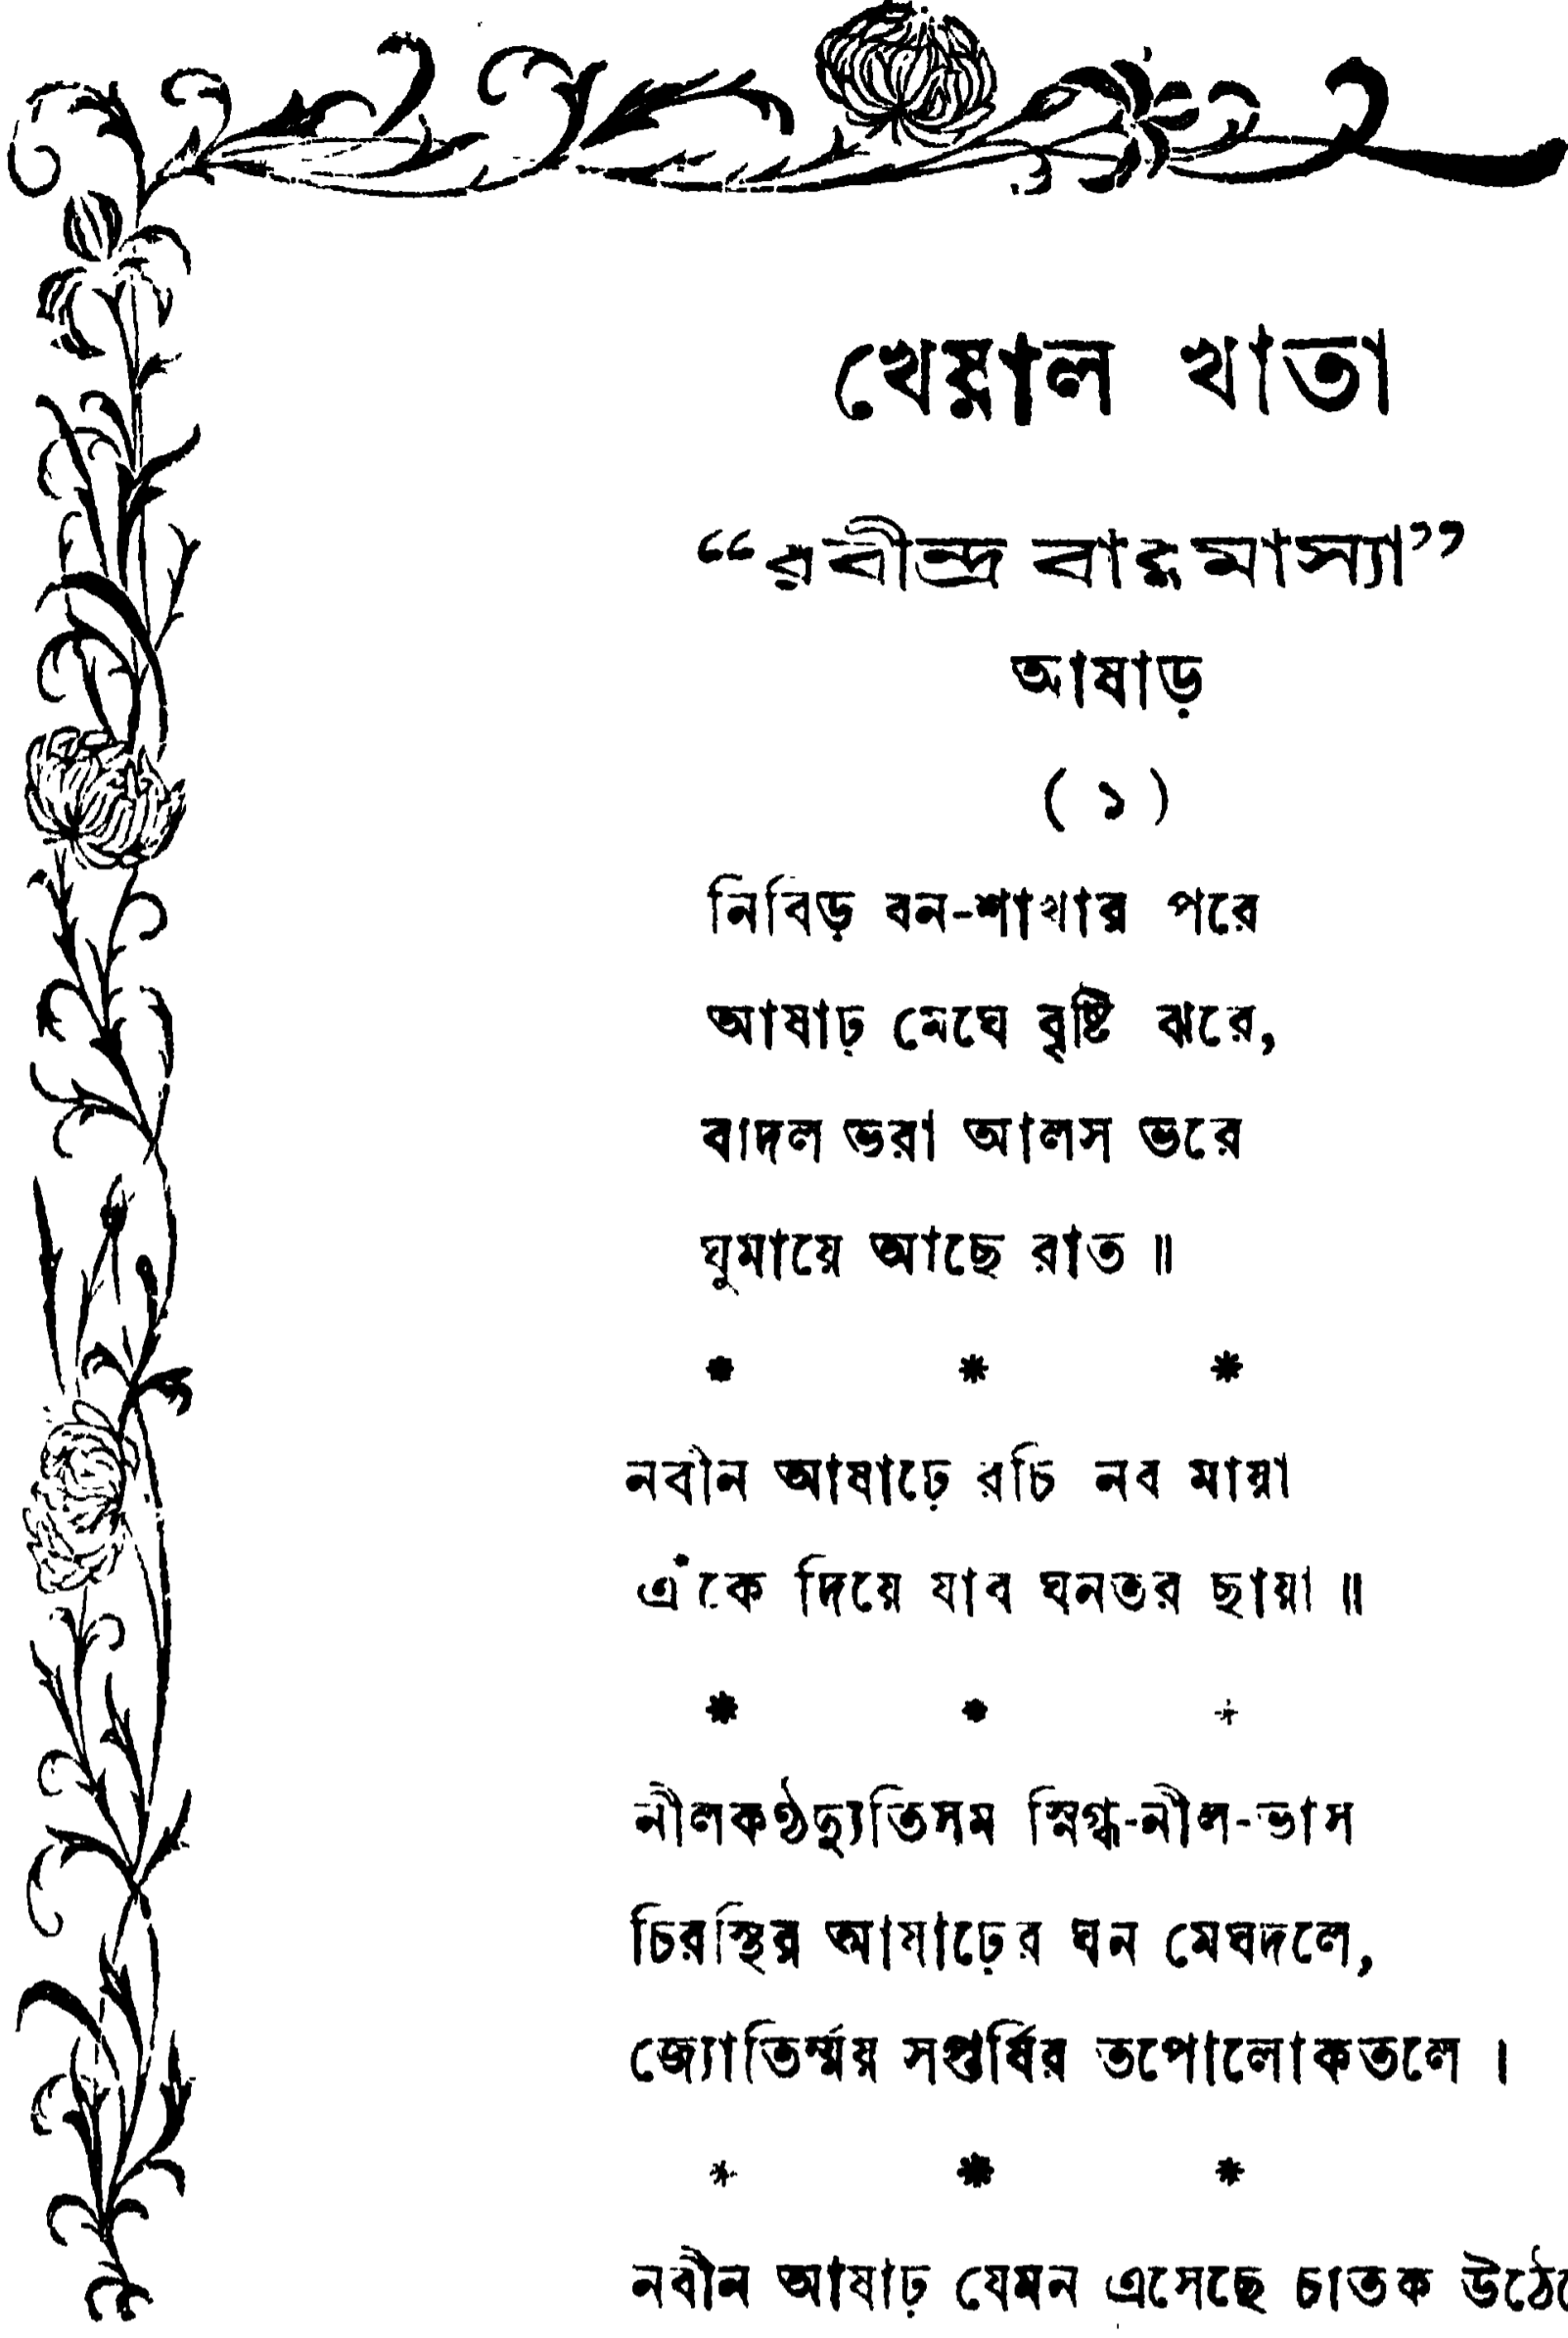 খেয়াল খাতা
“রবীন্দ্র বারমাস্যা”
আষাড়
( ১ )
নিবিড় বন-শাখার পরে
আষাঢ় মেঘে বৃষ্টি ঝরে,
বাদল ভরা আলস ভরে
ঘুমায়ে আছে রাত ॥
* * *
নবীন আষাঢ়ে রচি নব মায়া
এঁকে দিয়ে যাব ঘনতর ছায়া ॥
* * *
নীলকণ্ঠদ্যুতিসম স্নিগ্ধ-নীল-ভাস
চিরস্থির আষাঢ়ের ঘন মেঘদলে,
জ্যোতির্ম্ময় সপ্তর্ষির তপোলোকতলে ।
* * *
নবীন আষাঢ় যেমন এসেছে চাতক